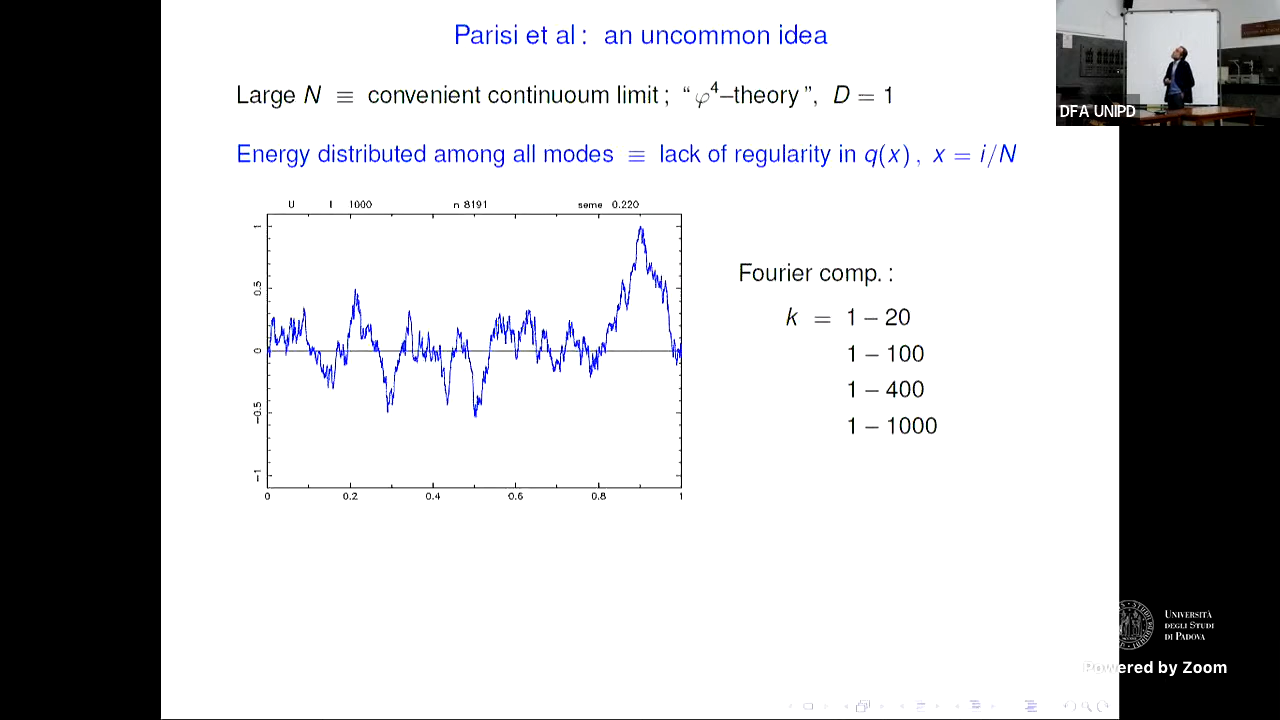 Parisi et al : an uncommon idea
Large N ≡ convenient continuoum limit ; “ φ⁴–theory ”, D = 1
Energy distributed among all modes ≡ lack of regularity in q(x) , x = i/N
U I 1000 n 8191 seme 0.220
1
0.5
0
−0.5
−1
0 0.2 0.4 0.6 0.8 1
Fourier comp. :
k = 1 – 20
1 – 100
1 – 400
1 – 1000
DFA UNIPD
UNIVERSITÀ
DEGLI STUDI
DI PADOVA
Powered by Zoom